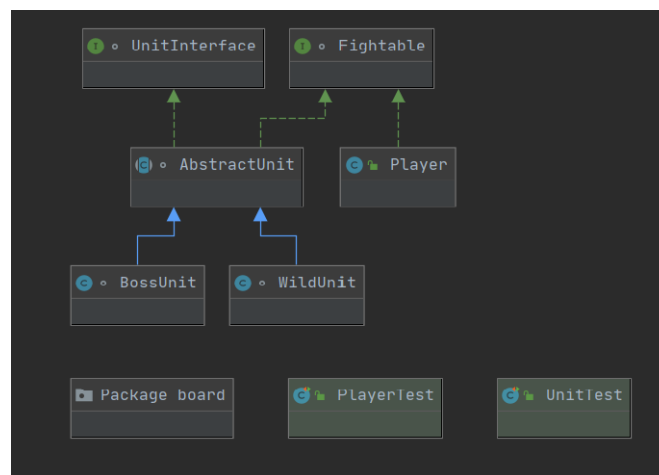 UnitInterface
Fightable
AbstractUnit
Player
BossUnit
WildUnit
Package board
PlayerTest
UnitTest